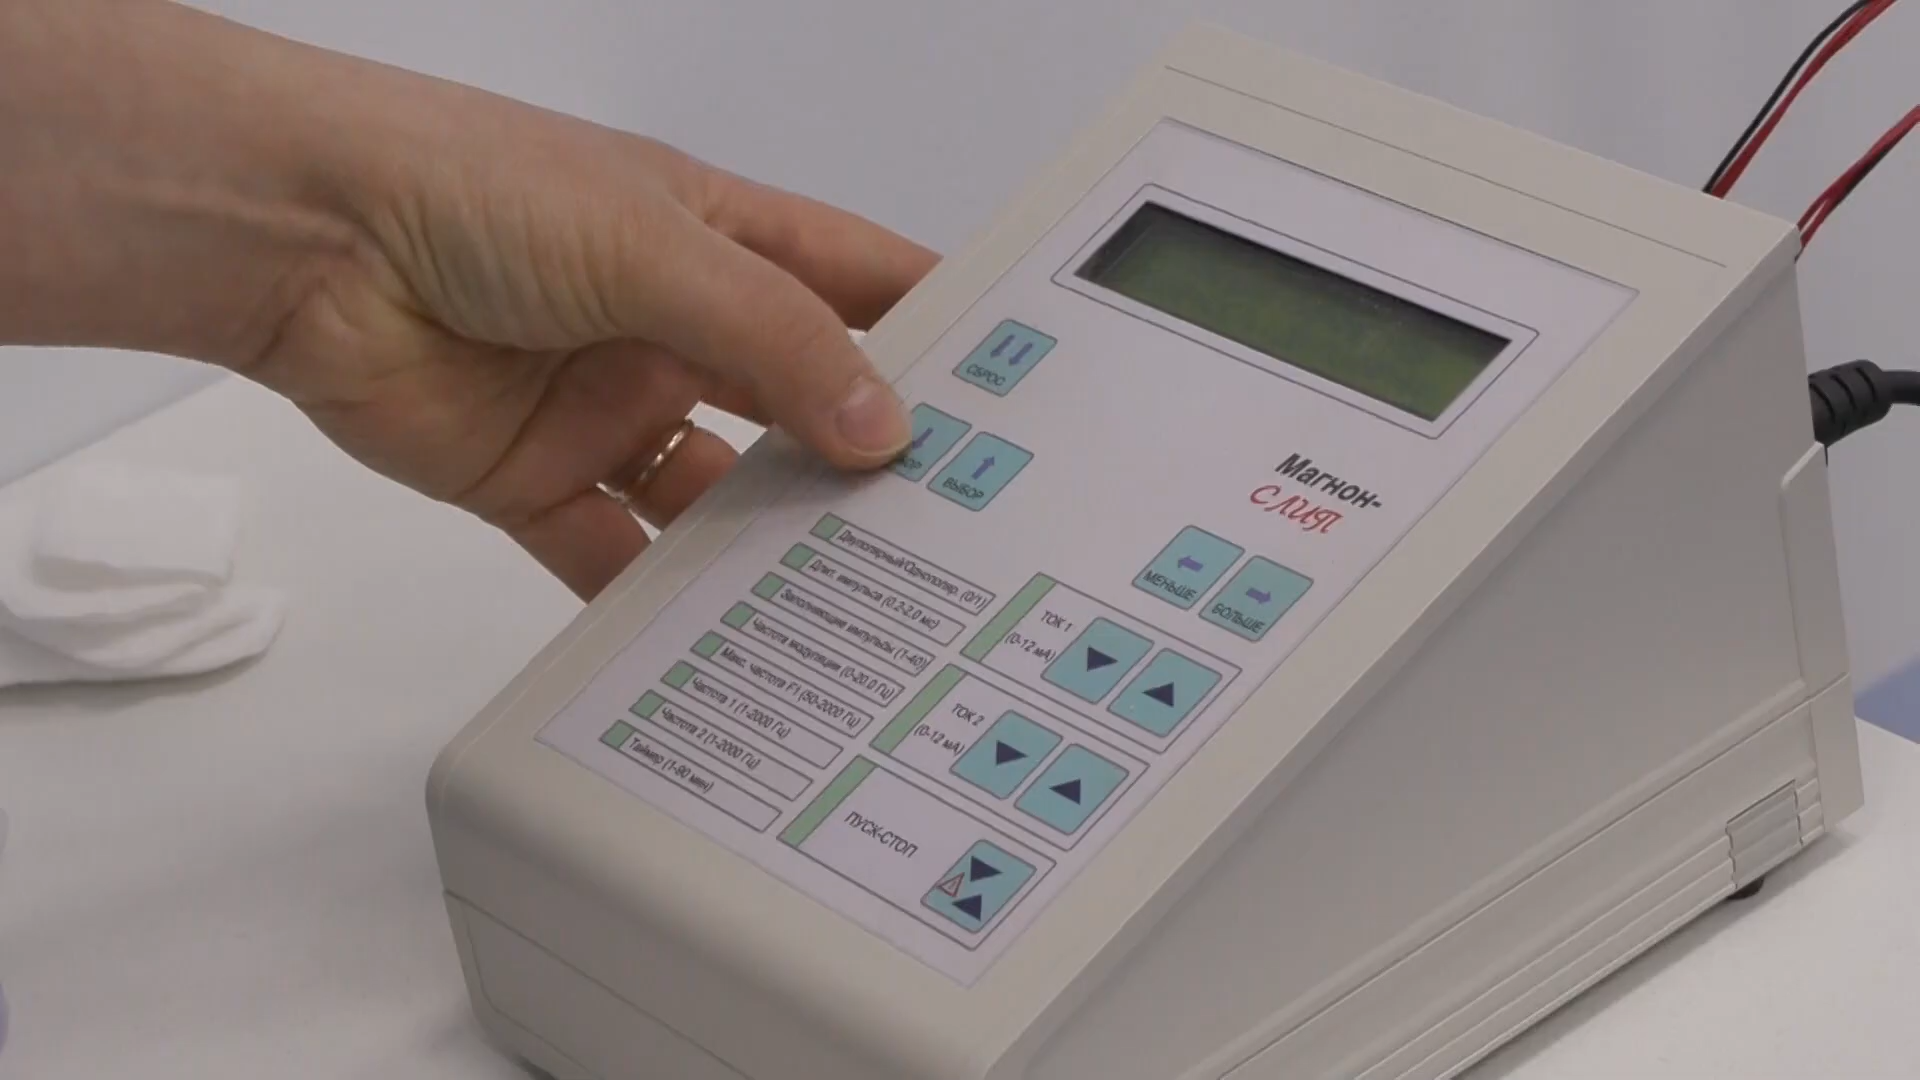 СБРОС
ВЫБОР
Магнон-
СЛИП
МЕНЬШЕ
БОЛЬШЕ
Двуполярный/Однополяр. (0/1)
Длит. импульса (0.2-2.0 мс)
Заполняющие импульсы (1-40)
Частота модуляции (0-20.0 Гц)
Макс. частота F1 (50-2000 Гц)
Частота 1 (1-2000 Гц)
Частота 2 (1-2000 Гц)
Таймер (1-90 мин)
ТОК 1
(0-12 мА)
ТОК 2
(0-12 мА)
ПУСК-СТОП